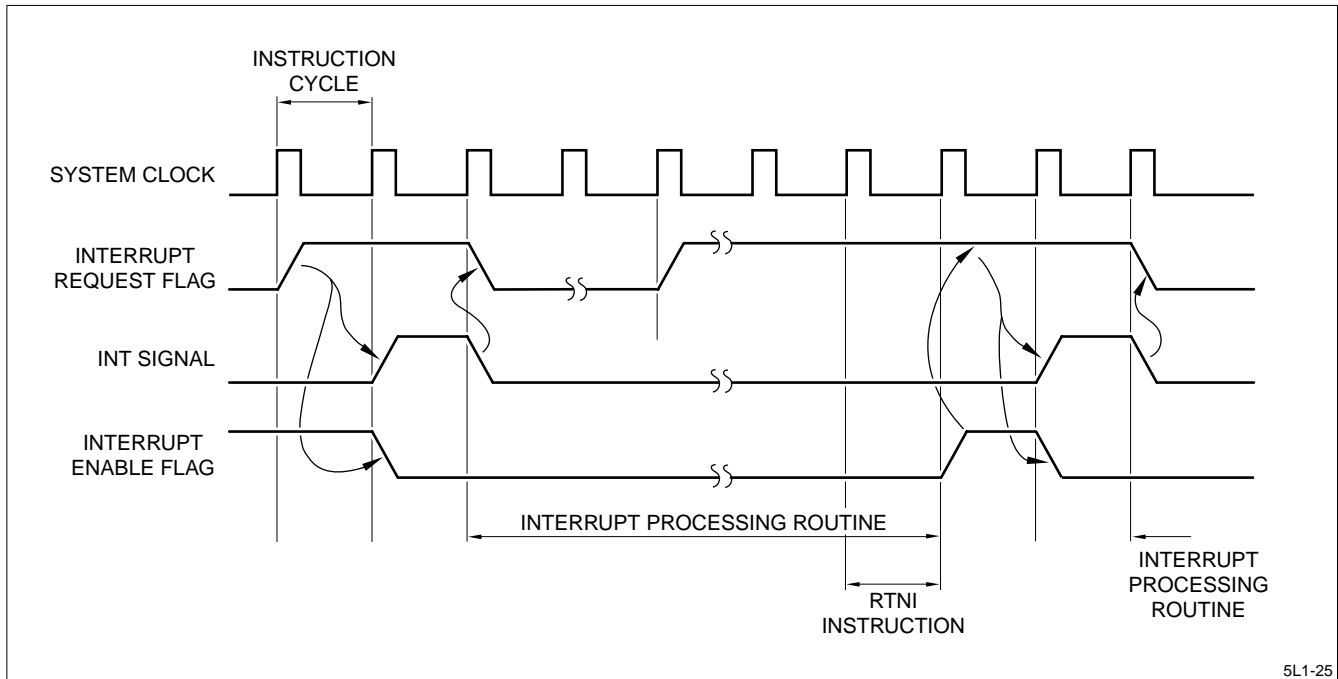 INSTRUCTION
CYCLE
SYSTEM CLOCK
INTERRUPT
REQUEST FLAG
INT SIGNAL
INTERRUPT
ENABLE FLAG
INTERRUPT PROCESSING ROUTINE
RTNI
INSTRUCTION
INTERRUPT
PROCESSING
ROUTINE
5L1-25